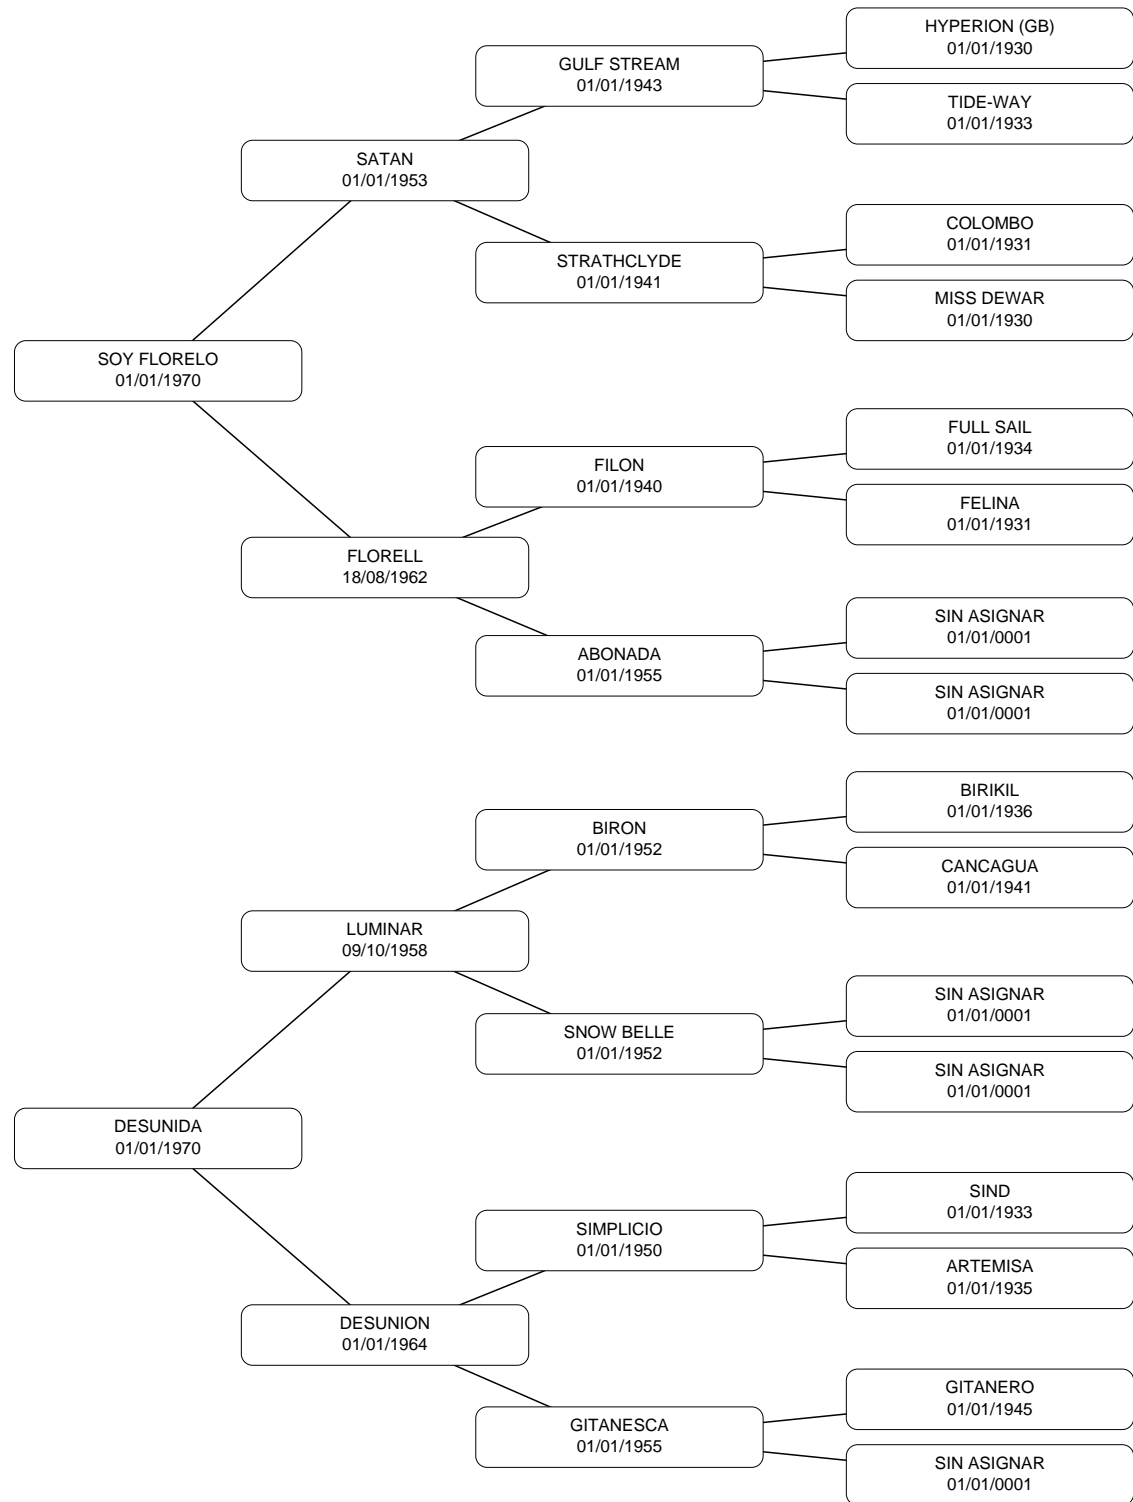 HYPERION (GB)
01/01/1930
GULF STREAM
01/01/1943
TIDE-WAY
01/01/1933
SATAN
01/01/1953
COLOMBO
01/01/1931
STRATHCLYDE
01/01/1941
MISS DEWAR
01/01/1930
SOY FLORELO
01/01/1970
FULL SAIL
01/01/1934
FILON
01/01/1940
FELINA
01/01/1931
FLORELL
18/08/1962
SIN ASIGNAR
01/01/0001
ABONADA
01/01/1955
SIN ASIGNAR
01/01/0001
BIRIKIL
01/01/1936
BIRON
01/01/1952
CANCAGUA
01/01/1941
LUMINAR
09/10/1958
SIN ASIGNAR
01/01/0001
SNOW BELLE
01/01/1952
SIN ASIGNAR
01/01/0001
DESUNIDA
01/01/1970
SIND
01/01/1933
SIMPLICIO
01/01/1950
ARTEMISA
01/01/1935
DESUNION
01/01/1964
GITANERO
01/01/1945
GITANESCA
01/01/1955
SIN ASIGNAR
01/01/0001